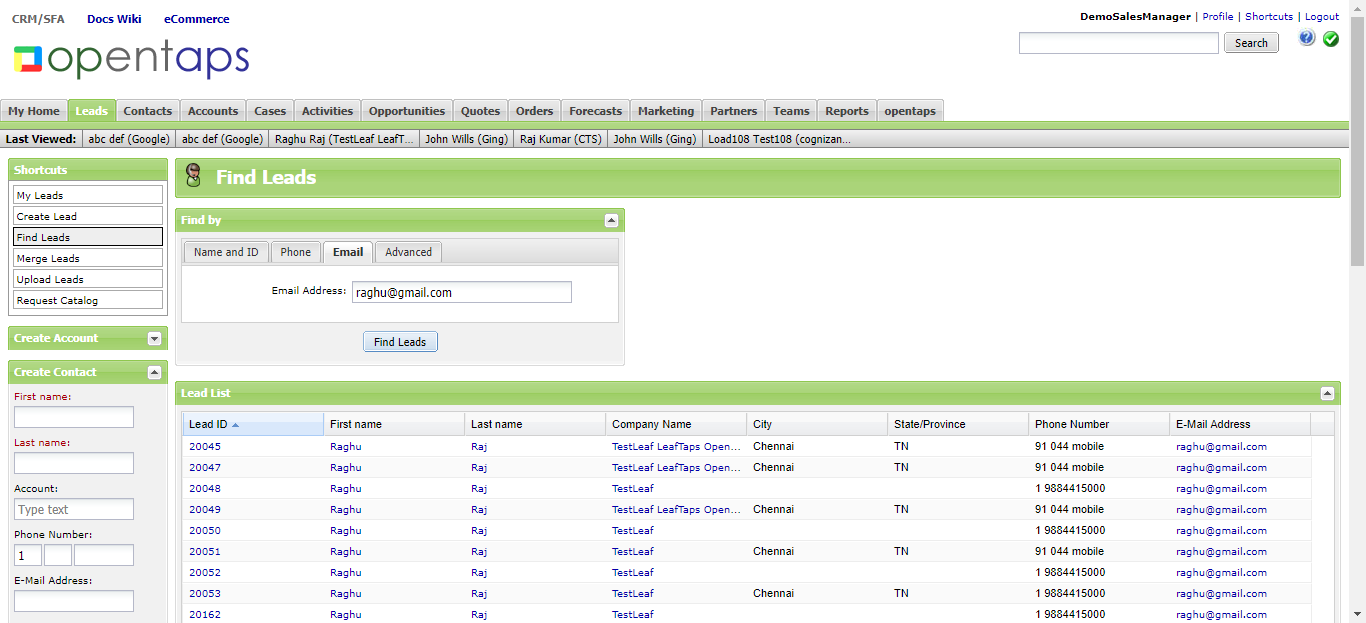 CRM/SFA Docs Wiki eCommerce
DemoSalesManager | Profile | Shortcuts | Logout
opentaps
Search
My Home Leads Contacts Accounts Cases Activities Opportunities Quotes Orders Forecasts Marketing Partners Teams Reports opentaps
Last Viewed: abc def (Google) abc def (Google) Raghu Raj (TestLeaf LeafT... John Wills (Ging) Raj Kumar (CTS) John Wills (Ging) Load108 Test108 (cognizan...
Shortcuts
My Leads
Create Lead
Find Leads
Merge Leads
Upload Leads
Request Catalog
Create Account
Create Contact
First name:
Last name:
Account:
Type text
Phone Number:
1
E-Mail Address:
Find Leads
Find by
Name and ID Phone Email Advanced
Email Address: raghu@gmail.com
Find Leads
Lead List
Lead ID First name Last name Company Name City State/Province Phone Number E-Mail Address
20045 Raghu Raj TestLeaf LeafTaps Open... Chennai TN 91 044 mobile raghu@gmail.com
20047 Raghu Raj TestLeaf LeafTaps Open... Chennai TN 91 044 mobile raghu@gmail.com
20048 Raghu Raj TestLeaf 1 9884415000 raghu@gmail.com
20049 Raghu Raj TestLeaf LeafTaps Open... Chennai TN 91 044 mobile raghu@gmail.com
20050 Raghu Raj TestLeaf 1 9884415000 raghu@gmail.com
20051 Raghu Raj TestLeaf Chennai TN 91 044 mobile raghu@gmail.com
20052 Raghu Raj TestLeaf 1 9884415000 raghu@gmail.com
20053 Raghu Raj TestLeaf Chennai TN 1 9884415000 raghu@gmail.com
20162 Raghu Raj TestLeaf 1 9884415000 raghu@gmail.com